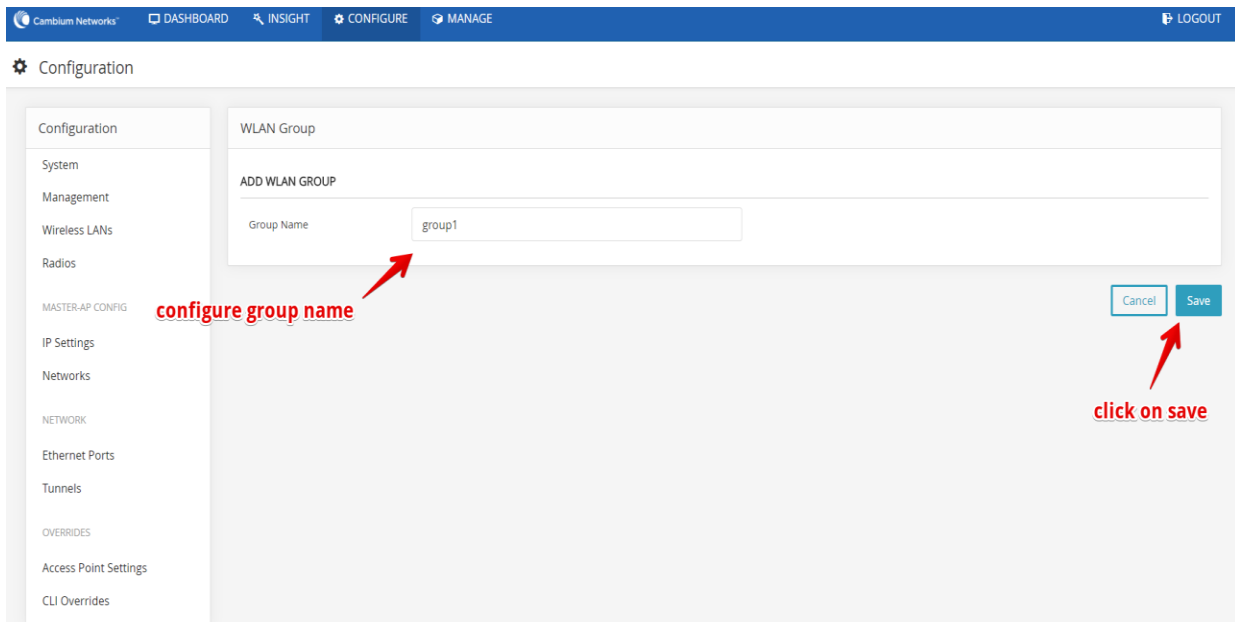 Cambium Networks™ DASHBOARD INSIGHT CONFIGURE MANAGE LOGOUT
Configuration
Configuration
System
Management
Wireless LANs
Radios
MASTER-AP CONFIG
IP Settings
Networks
NETWORK
Ethernet Ports
Tunnels
OVERRIDES
Access Point Settings
CLI Overrides
WLAN Group
ADD WLAN GROUP
Group Name group1
configure group name
Cancel Save
click on save